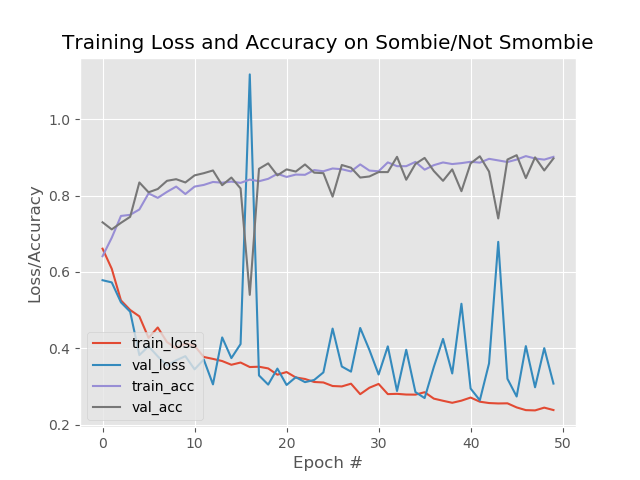 Training Loss and Accuracy on Sombie/Not Smombie
Loss/Accuracy
1.0
0.8
0.6
0.4
0.2
train_loss
val_loss
train_acc
val_acc
0
10
20
30
40
50
Epoch #